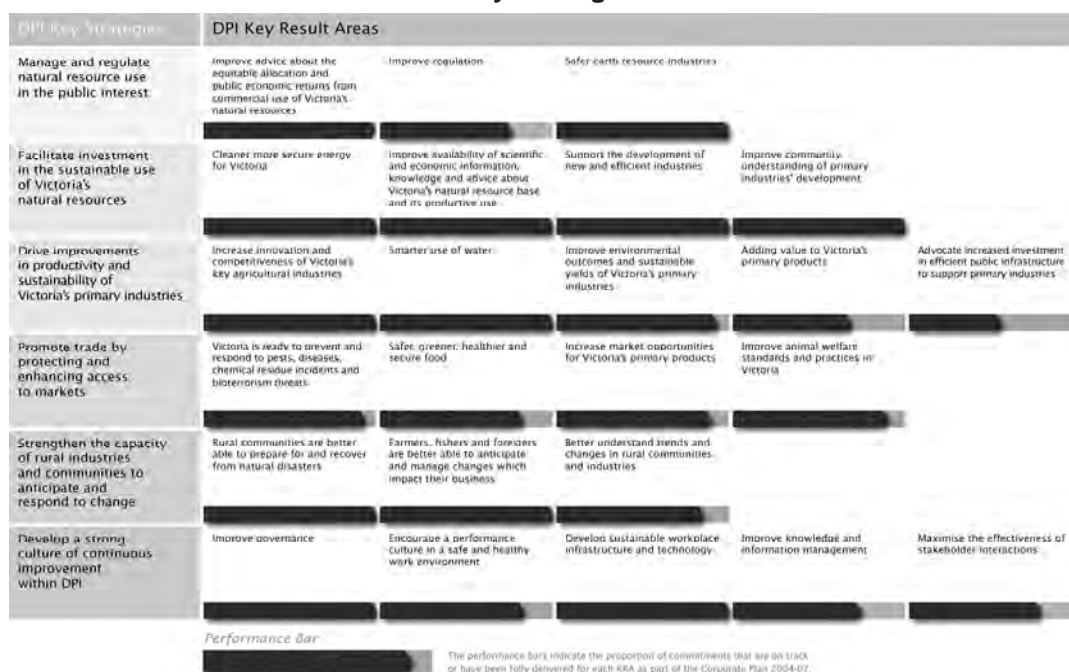 DPI Key Strategies
DPI Key Result Areas
Manage and regulate
natural resource use
in the public interest
Improve advice about the
equitable allocation and
public economic returns from
commercial use of Victoria's
natural resources
Improve regulation
Safer earth resource industries
Facilitate investment
in the sustainable use
of Victoria's
natural resources
Cleaner more secure energy
for Victoria
Improve availability of scientific
and economic information,
knowledge and advice about
Victoria's natural resource base
and its productive use
Support the development of
new and efficient industries
Improve community
understanding of primary
industries' development
Drive improvements
in productivity and
sustainability of
Victoria's primary industries
Increase innovation and
competitiveness of Victoria's
key agricultural industries
Smarter use of water
Improve environmental
outcomes and sustainable
yields of Victoria's primary
industries
Adding value to Victoria's
primary products
Advocate increased investment
in efficient public infrastructure
to support primary industries
Promote trade by
protecting and
enhancing access
to markets
Victoria is ready to prevent and
respond to pests, diseases,
chemical residue incidents and
bioterrorism threats
Safer, greener, healthier and
secure food
Increase market opportunities
for Victoria's primary products
Improve animal welfare
standards and practices in
Victoria
Strengthen the capacity
of rural industries
and communities to
anticipate and
respond to change
Rural communities are better
able to prepare for and recover
from natural disasters
Farmers, fishers and foresters
are better able to anticipate
and manage changes which
impact their business
Better understand trends and
changes in rural communities
and industries
Develop a strong
culture of continuous
improvement
within DPI
Improve governance
Encourage a performance
culture in a safe and healthy
work environment
Develop sustainable workplace
infrastructure and technology
Improve knowledge and
information management
Maximise the effectiveness of
stakeholder interactions
Performance Bar
The performance bars indicate the proportion of commitments that are on track
or have been fully delivered for each KRA as part of the Corporate Plan 2004-07.